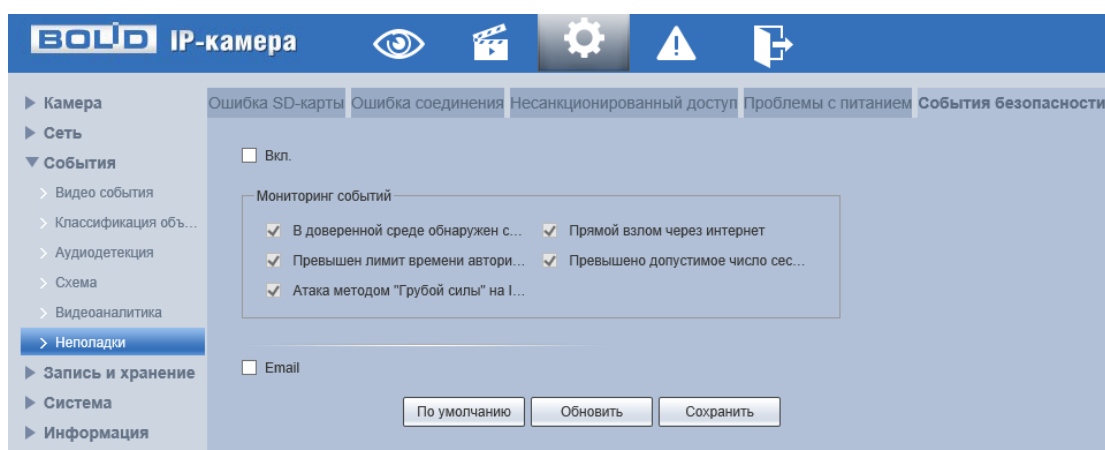 BOLID IP-камера
Камера
Сеть
События
Видео события
Классификация объ...
Аудиодетекция
Схема
Видеоаналитика
Неполадки
Запись и хранение
Система
Информация
Ошибка SD-карты Ошибка соединения Несанкционированный доступ Проблемы с питанием События безопасности
Вкл.
Мониторинг событий
В доверенной среде обнаружен с... Прямой взлом через интернет
Превышен лимит времени автори... Превышено допустимое число сес...
Атака методом "Грубой силы" на I...
Email
По умолчанию Обновить Сохранить